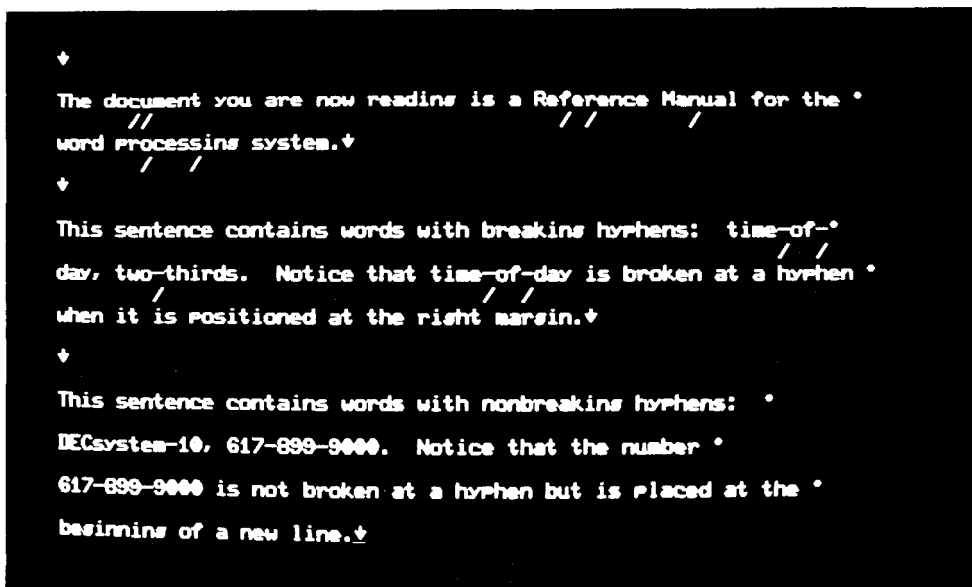 ↓
The document you are now reading is a Reference Manual for the °
// / / /
word processing system.↓
/ /
↓
This sentence contains words with breaking hyphens: time-of-°
/ /
day, two-thirds. Notice that time-of-day is broken at a hyphen °
/ / /
when it is positioned at the right margin.↓
↓
This sentence contains words with nonbreaking hyphens: °
DECsystem-10, 617-899-9000. Notice that the number °
617-899-9000 is not broken at a hyphen but is placed at the °
beginning of a new line.↓